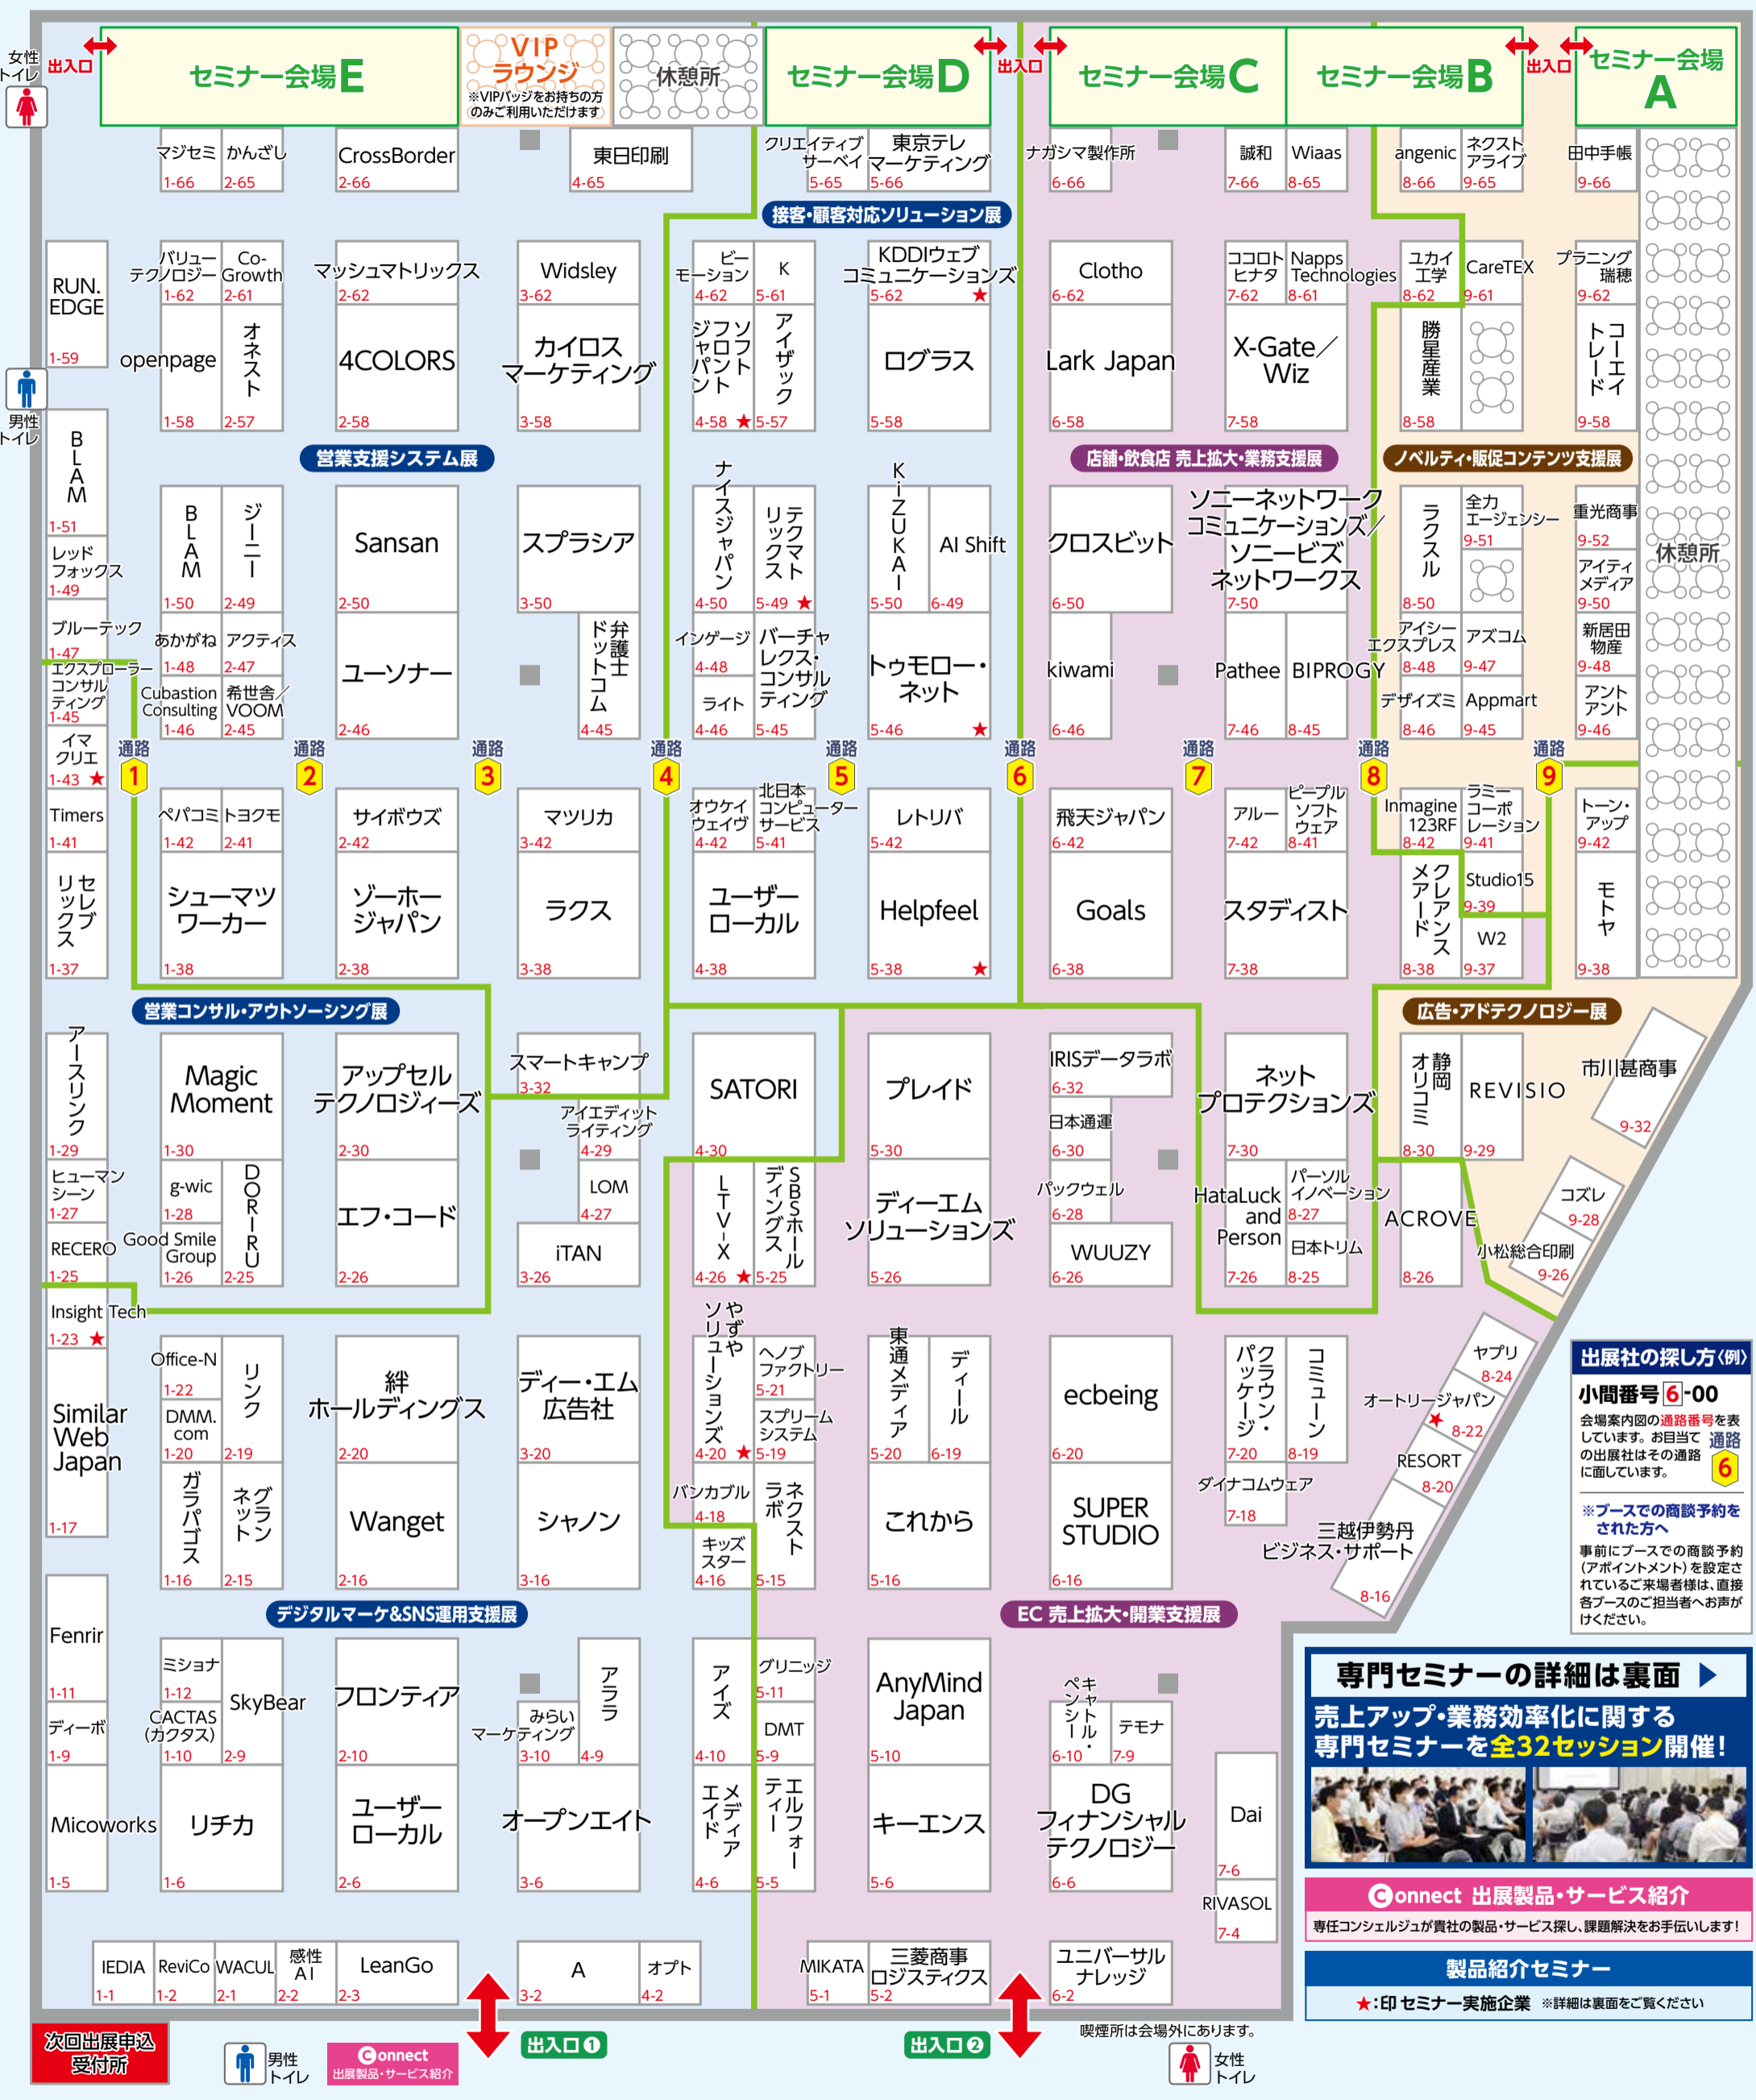 女性
トイレ
出入口
セミナー会場E
VIP
ラウンジ
※VIPバッジをお持ちの方
のみご利用いただけます
休憩所
セミナー会場D
出入口
セミナー会場C
セミナー会場B
出入口
セミナー会場
A
マジセミ
1-66
かんざし
2-65
CrossBorder
2-66
東日印刷
4-65
クリエイティブ
サーベイ
5-65
東京テレ
マーケティング
5-66
ナガシマ製作所
6-66
誠和
7-66
Wiaas
8-65
angenic
8-66
ネクスト
アライブ
9-65
田中手帳
9-66
接客・顧客対応ソリューション展
RUN.
EDGE
1-59
バリュー
テクノロジー
1-62
Co-
Growth
2-61
マッシュマトリックス
2-62
Widsley
3-62
ビー
モーション
4-62
K
5-61
KDDIウェブ
コミュニケーションズ
5-62 ★
Clotho
6-62
ココロト
ヒナタ
7-62
Napps
Technologies
8-61
ユカイ
工学
8-62
CareTEX
9-61
プラニング
瑞穂
9-62
openpage
1-58
オネスト
2-57
4COLORS
2-58
カイロス
マーケティング
3-58
ソフト
フロント
ジャパン
4-58 ★
アイザック
5-57
ログラス
5-58
Lark Japan
6-58
X-Gate／
Wiz
7-58
勝星産業
8-58
コーエイ
トレード
9-58
男性
トイレ
営業支援システム展
店舗・飲食店 売上拡大・業務支援展
ノベルティ・販促コンテンツ支援展
BLAM
1-51
レッド
フォックス
1-49
ブルーテック
1-47
エクスプローラー
コンサル
ティング
1-45
イマ
クリエ
1-43 ★
BLAM
1-50
ジーニー
2-49
Sansan
2-50
スプラシア
3-50
ナイスジャパン
4-50
テクマト
リックス
5-49 ★
KiZUKAI
5-50
AI Shift
6-49
クロスビット
6-50
ソニーネットワーク
コミュニケーションズ／
ソニービズ
ネットワークス
7-50
ラクスル
8-50
全力
エージェンシー
9-51
重光商事
9-52
アイティ
メディア
9-50
休憩所
あかがね
1-48
アクティス
2-47
Cubastion
Consulting
1-46
希世舎／
VOOM
2-45
ユーソナー
2-46
弁護士
ドットコム
4-45
インゲージ
4-48
ライト
4-46
バーチャ
レクス・
コンサル
ティング
5-45
トゥモロー・
ネット
5-46 ★
kiwami
6-46
Pathee
7-46
BIPROGY
8-45
アイシー
エクスプレス
8-48
アズコム
9-47
デザイズミ
8-46
Appmart
9-45
新居田
物産
9-48
アント
アント
9-46
通路
1
通路
2
通路
3
通路
4
通路
5
通路
6
通路
7
通路
8
通路
9
Timers
1-41
セレブ
リックス
1-37
ペパコミ
1-42
トヨクモ
2-41
サイボウズ
2-42
マツリカ
3-42
オウケイ
ウェイヴ
4-42
北日本
コンピューター
サービス
5-41
レトリバ
5-42
飛天ジャパン
6-42
アルー
7-42
ピープル
ソフト
ウェア
8-41
Inmagine
123RF
8-42
ラミー
コーポ
レーション
9-41
トーン・
アップ
9-42
シューマツ
ワーカー
1-38
ゾーホー
ジャパン
2-38
ラクス
3-38
ユーザー
ローカル
4-38
Helpfeel
5-38 ★
Goals
6-38
スタディスト
7-38
クレアンス
メアード
8-38
Studio15
9-39
W2
9-37
モトヤ
9-38
営業コンサル・アウトソーシング展
広告・アドテクノロジー展
アースリンク
1-29
ヒューマン
シーン
1-27
RECERO
1-25
Magic
Moment
1-30
アップセル
テクノロジィーズ
2-30
スマートキャンプ
3-32
アイエディット
ライティング
4-29
LOM
4-27
iTAN
3-26
SATORI
4-30
プレイド
5-30
IRISデータラボ
6-32
日本通運
6-30
ネット
プロテクションズ
7-30
静岡
オリコミ
8-30
REVISIO
9-29
市川甚商事
9-32
g-wic
1-28
Good Smile
Group
1-26
DORIRU
2-25
エフ・コード
2-26
LTV-X
4-26 ★
SBSホール
ディングス
5-25
ディーエム
ソリューションズ
5-26
パックウェル
6-28
WUUZY
6-26
HataLuck
and
Person
7-26
パーソル
イノベーション
8-27
日本トリム
8-25
ACROVE
8-26
コズレ
9-28
小松総合印刷
9-26
Insight Tech
1-23 ★
Similar
Web
Japan
1-17
Office-N
1-22
DMM.
com
1-20
リンク
2-19
絆
ホールディングス
2-20
ディー・エム
広告社
3-20
やずや
ソリューションズ
4-20 ★
ヘノブ
ファクトリー
5-21
スプリーム
システム
5-19
東通メディア
5-20
ディール
6-19
ecbeing
6-20
クラウン・
パッケージ
7-20
コミューン
8-19
ヤプリ
8-24
オートリージャパン
★ 8-22
RESORT
8-20
三越伊勢丹
ビジネス・サポート
8-16
ガラパゴス
1-16
グラン
ネット
2-15
Wanget
2-16
シャノン
3-16
バンカブル
4-18
キッズ
スター
4-16
ネクスト
ラボ
5-15
これから
5-16
SUPER
STUDIO
6-16
ダイナコムウェア
7-18
デジタルマーケ&SNS運用支援展
EC 売上拡大・開業支援展
Fenrir
1-11
ディーボ
1-9
Micoworks
1-5
ミショナ
1-12
CACTAS
(カクタス)
1-10
SkyBear
2-9
フロンティア
2-10
みらい
マーケティング
3-10
アララ
4-9
アイズ
4-10
グリニッジ
5-11
DMT
5-9
AnyMind
Japan
5-10
キャトル・
ペンシー
6-10
テモナ
7-9
リチカ
1-6
ユーザー
ローカル
2-6
オープンエイト
3-6
メディア
エイド
4-6
エルフォー
ティー
5-5
キーエンス
5-6
DG
フィナンシャル
テクノロジー
6-6
Dai
7-6
RIVASOL
7-4
IEDIA
1-1
ReviCo
1-2
WACUL
2-1
感性
AI
2-2
LeanGo
2-3
A
3-2
オプト
4-2
MIKATA
5-1
三菱商事
ロジスティクス
5-2
ユニバーサル
ナレッジ
6-2
出展社の探し方〈例〉
小間番号6-00
会場案内図の通路番号を表
しています。お目当て
の出展社はその通路
に面しています。
通路
6
※ブースでの商談予約を
された方へ
事前にブースでの商談予約
(アポイントメント)を設定さ
れているご来場者様は、直接
各ブースのご担当者へお声が
けください。
専門セミナーの詳細は裏面
売上アップ・業務効率化に関する
専門セミナーを全32セッション開催！
Connect 出展製品・サービス紹介
専任コンシェルジュが貴社の製品・サービス探し、課題解決をお手伝いします！
製品紹介セミナー
★:印 セミナー実施企業 ※詳細は裏面をご覧ください
次回出展申込
受付所
男性
トイレ
Connect
出展製品・サービス紹介
出入口❶
出入口❷
喫煙所は会場外にあります。
女性
トイレ